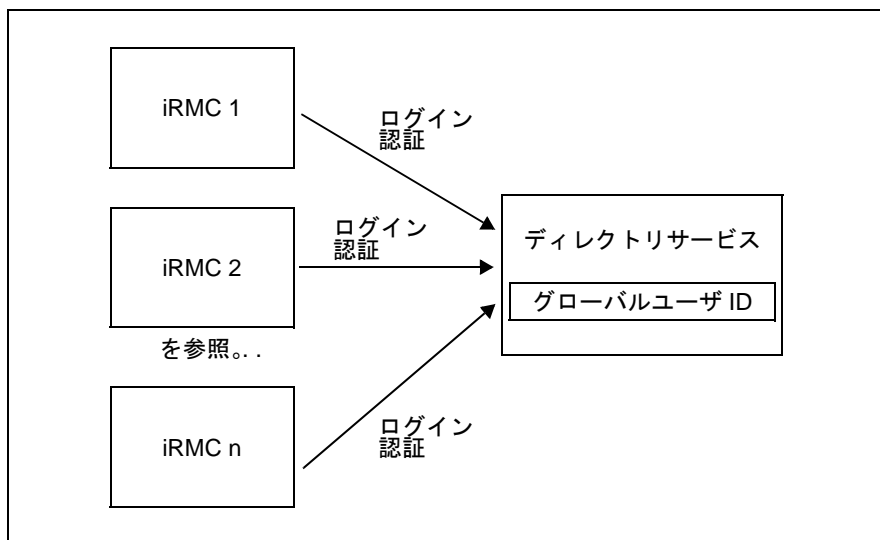 iRMC 1
ログイン
認証
iRMC 2
ログイン
認証
ディレクトリサービス
グローバルユーザ ID
を参照。. .
iRMC n
ログイン
認証